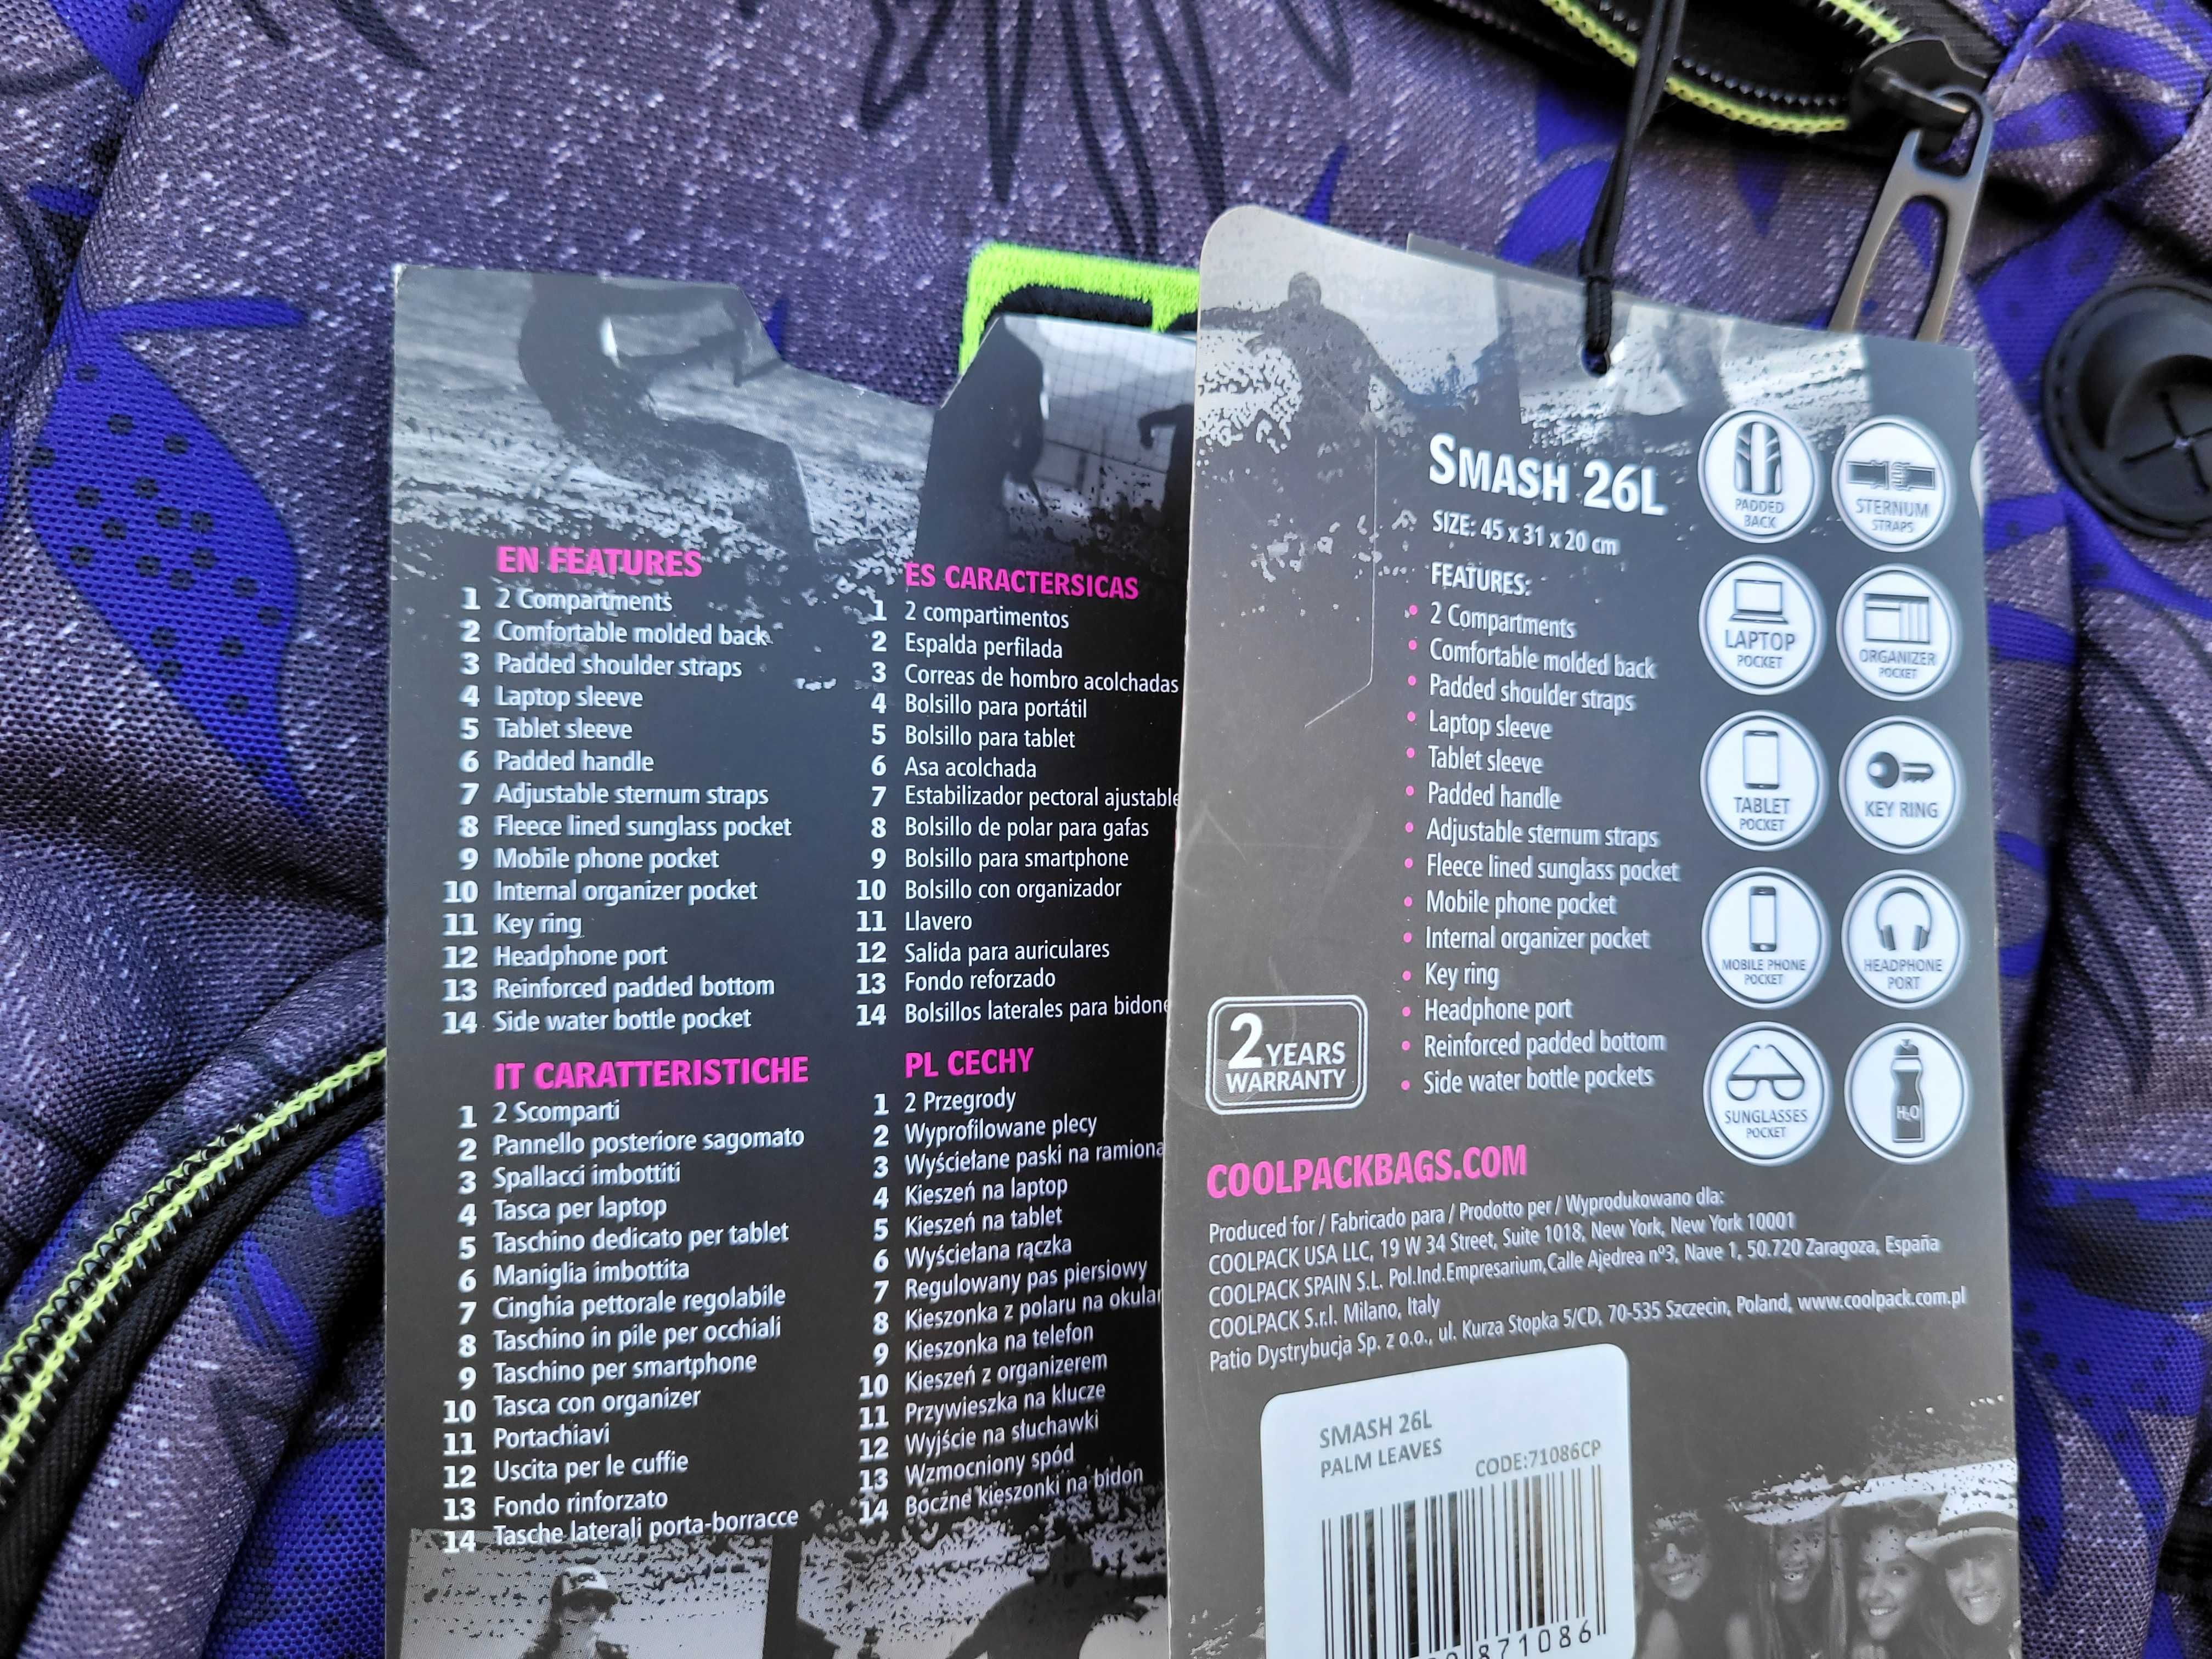 EN FEATURES
1 2 Compartments
2 Comfortable molded back
3 Padded shoulder straps
4 Laptop sleeve
5 Tablet sleeve
6 Padded handle
7 Adjustable sternum straps
8 Fleece lined sunglass pocket
9 Mobile phone pocket
10 Internal organizer pocket
11 Key ring
12 Headphone port
13 Reinforced padded bottom
14 Side water bottle pocket
IT CARATTERISTICHE
1 2 Scomparti
2 Pannello posteriore sagomato
3 Spallacci imbottiti
4 Tasca per laptop
5 Taschino dedicato per tablet
6 Maniglia imbottita
7 Cinghia pettorale regolabile
8 Taschino in pile per occhiali
9 Taschino per smartphone
10 Tasca con organizer
11 Portachiavi
12 Uscita per le cuffie
13 Fondo rinforzato
14 Tasche laterali porta-borracce
ES CARACTERSICAS
1 2 compartimentos
2 Espalda perfilada
3 Correas de hombro acolchadas
4 Bolsillo para portátil
5 Bolsillo para tablet
6 Asa acolchada
7 Estabilizador pectoral ajustable
8 Bolsillo de polar para gafas
9 Bolsillo para smartphone
10 Bolsillo con organizador
11 Llavero
12 Salida para auriculares
13 Fondo reforzado
14 Bolsillos laterales para bidone
PL CECHY
1 2 Przegrody
2 Wyprofilowane plecy
3 Wyściełane paski na ramiona
4 Kieszeń na laptop
5 Kieszeń na tablet
6 Wyściełana rączka
7 Regulowany pas piersiowy
8 Kieszonka z polaru na okular
9 Kieszonka na telefon
10 Kieszeń z organizerem
11 Przywieszka na klucze
12 Wyjście na słuchawki
13 Wzmocniony spód
14 Boczne kieszonki na bidon
SMASH 26L
SIZE: 45 x 31 x 20 cm
FEATURES:
• 2 Compartments
• Comfortable molded back
• Padded shoulder straps
• Laptop sleeve
• Tablet sleeve
• Padded handle
• Adjustable sternum straps
• Fleece lined sunglass pocket
• Mobile phone pocket
• Internal organizer pocket
• Key ring
• Headphone port
• Reinforced padded bottom
• Side water bottle pockets
PADDED
BACK
STERNUM
STRAPS
LAPTOP
POCKET
ORGANIZER
POCKET
TABLET
POCKET
KEY RING
MOBILE PHONE
POCKET
HEADPHONE
PORT
SUNGLASSES
POCKET
H2O
2 YEARS
WARRANTY
COOLPACKBAGS.COM
Produced for / Fabricado para / Prodotto per / Wyprodukowano dla:
COOLPACK USA LLC, 19 W 34 Street, Suite 1018, New York, New York 10001
COOLPACK SPAIN S.L. Pol.Ind.Empresarium,Calle Ajedrea nº3, Nave 1, 50.720 Zaragoza, España
COOLPACK S.r.l. Milano, Italy
Patio Dystrybucja Sp. z o.o., ul. Kurza Stopka 5/CD, 70-535 Szczecin, Poland, www.coolpack.com.pl
SMASH 26L
PALM LEAVES
CODE:71086CP
871086